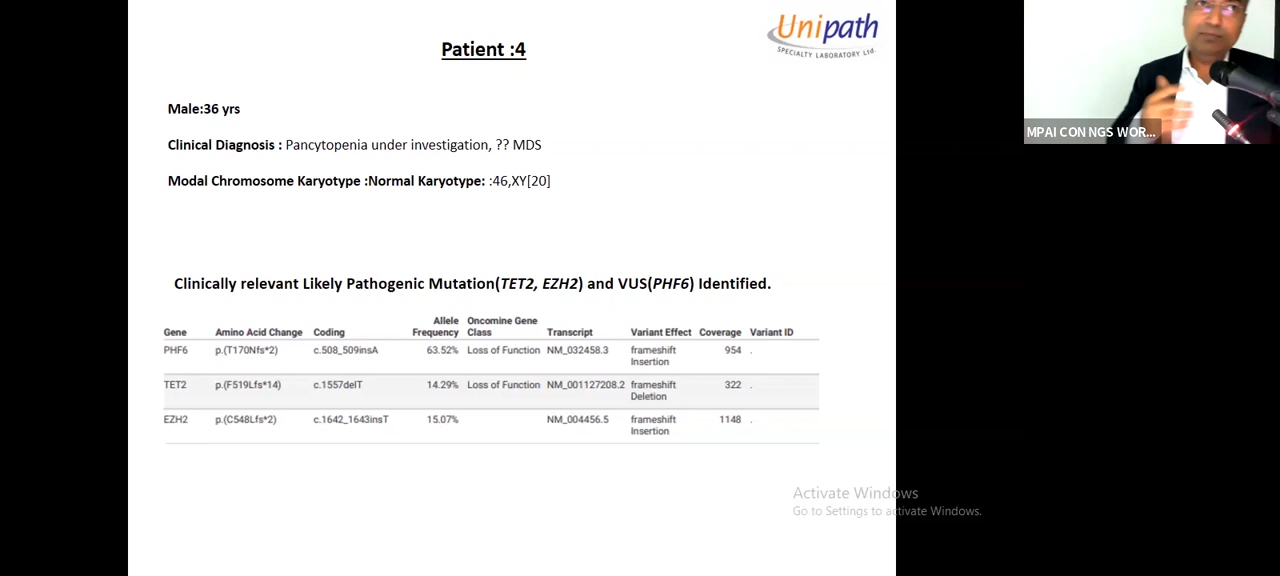 Unipath
SPECIALTY LABORATORY Ltd.
Patient :4
Male:36 yrs
MPAI CON NGS WOR...
Clinical Diagnosis : Pancytopenia under investigation, ?? MDS
Modal Chromosome Karyotype :Normal Karyotype: :46,XY[20]
Clinically relevant Likely Pathogenic Mutation(TET2, EZH2) and VUS(PHF6) Identified.
Gene Amino Acid Change Coding Allele Frequency Oncomine Gene Class Transcript Variant Effect Coverage Variant ID
PHF6 p.(T170Nfs*2) c.508_509insA 63.52% Loss of Function NM_032458.3 frameshift Insertion 954 .
TET2 p.(F519Lfs*14) c.1557delT 14.29% Loss of Function NM_001127208.2 frameshift Deletion 322 .
EZH2 p.(C548Lfs*2) c.1642_1643insT 15.07% NM_004456.5 frameshift Insertion 1148 .
Activate Windows
Go to Settings to activate Windows.